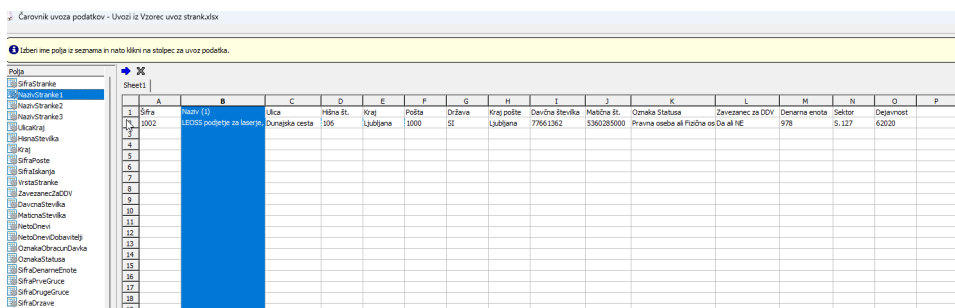 Čarovnik uvoza podatkov - Uvozi iz Vzorec uvoz strank.xlsx
Izberi ime polja iz seznama in nato klikni na stolpec za uvoz podatka.
Polja
SifraStranke
NazivStranke1
NazivStranke2
NazivStranke3
UlicaKraj
HisnaStevilka
Kraj
SifraPoste
SifraIskanja
VrstaStranke
ZavezanecZaDDV
DavcnaStevilka
MaticnaStevilka
NetoDnevi
NetoDneviDobavitelji
OznakaObracunDavka
OznakaStatusa
SifraDenarneEnote
SifraPrveGruce
SifraDrugeGruce
SifraDrzave
Sheet1
A B C D E F G H I J K L M N O P
1 Šifra Naziv (1) Ulica Hišna št. Kraj Pošta Država Kraj pošte Davčna številka Matična št. Oznaka Statusa Zavezanec za DDV Denarna enota Sektor Dejavnost
1002 LEOSS podjetje za laserje, Dunajska cesta 106 Ljubljana 1000 SI Ljubljana 77661362 5360285000 Pravna oseba ali Fizična os Da ali NE 978 S.127 62020
3
4
5
6
7
8
9
10
11
12
13
14
15
16
17
18